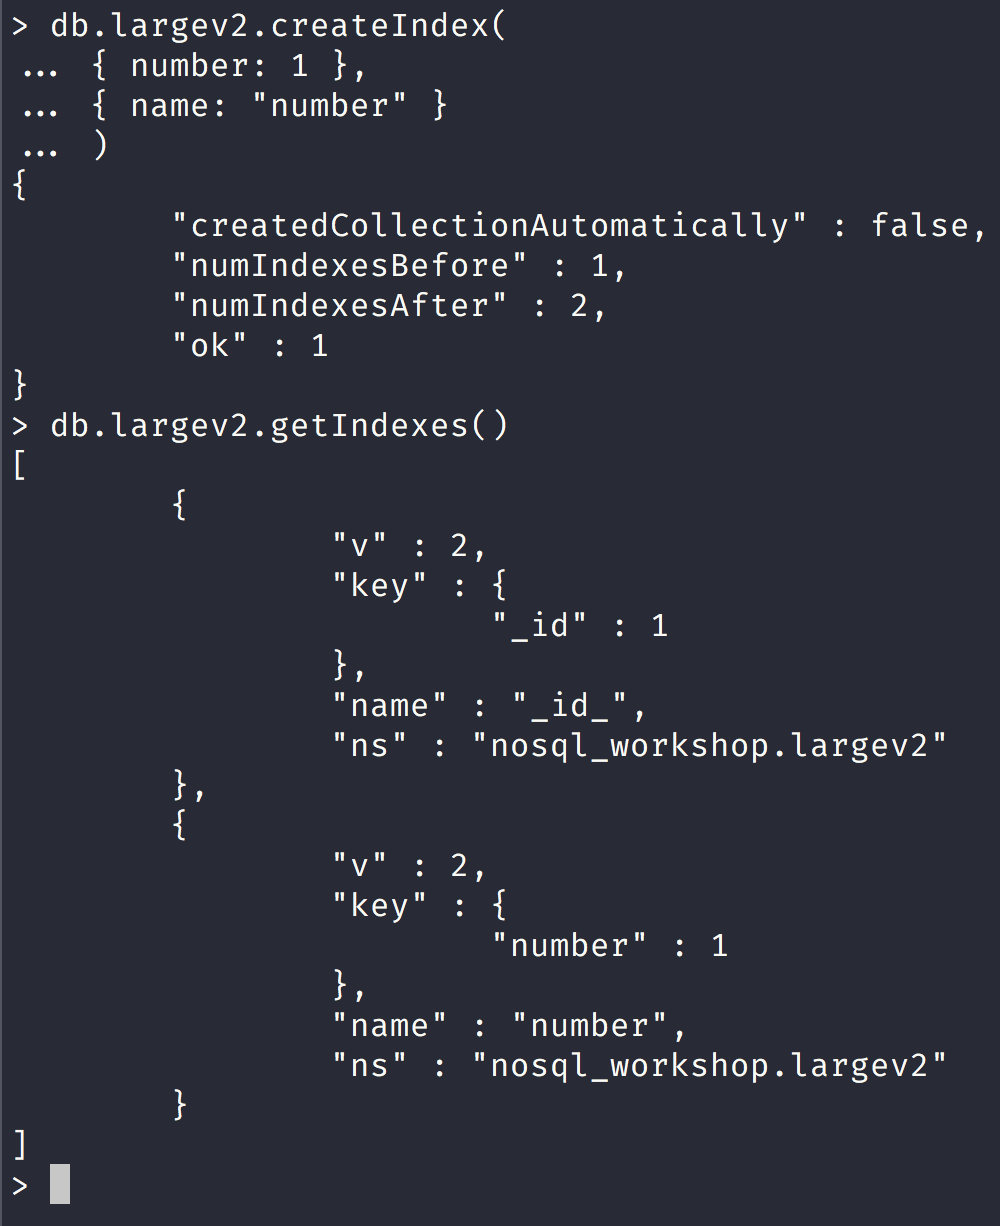 > db.largev2.createIndex(
... { number: 1 },
... { name: "number" }
... )
{
        "createdCollectionAutomatically" : false,
        "numIndexesBefore" : 1,
        "numIndexesAfter" : 2,
        "ok" : 1
}
> db.largev2.getIndexes()
[
        {
                "v" : 2,
                "key" : {
                        "_id" : 1
                },
                "name" : "_id_",
                "ns" : "nosql_workshop.largev2"
        },
        {
                "v" : 2,
                "key" : {
                        "number" : 1
                },
                "name" : "number",
                "ns" : "nosql_workshop.largev2"
        }
]
>